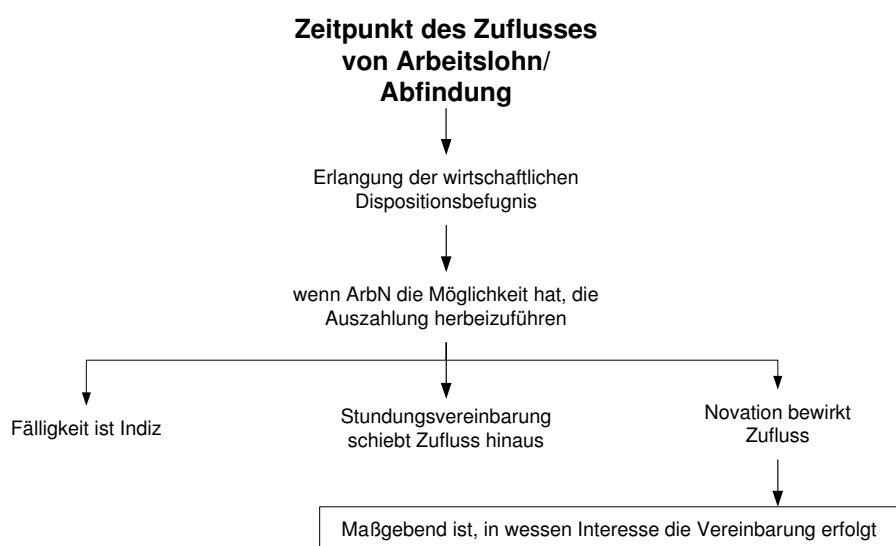 Zeitpunkt des Zuflusses
von Arbeitslohn/
Abfindung
Erlangung der wirtschaftlichen
Dispositionsbefugnis
wenn ArbN die Möglichkeit hat, die
Auszahlung herbeizuführen
Fälligkeit ist Indiz
Stundungsvereinbarung
schiebt Zufluss hinaus
Novation bewirkt
Zufluss
Maßgebend ist, in wessen Interesse die Vereinbarung erfolgt